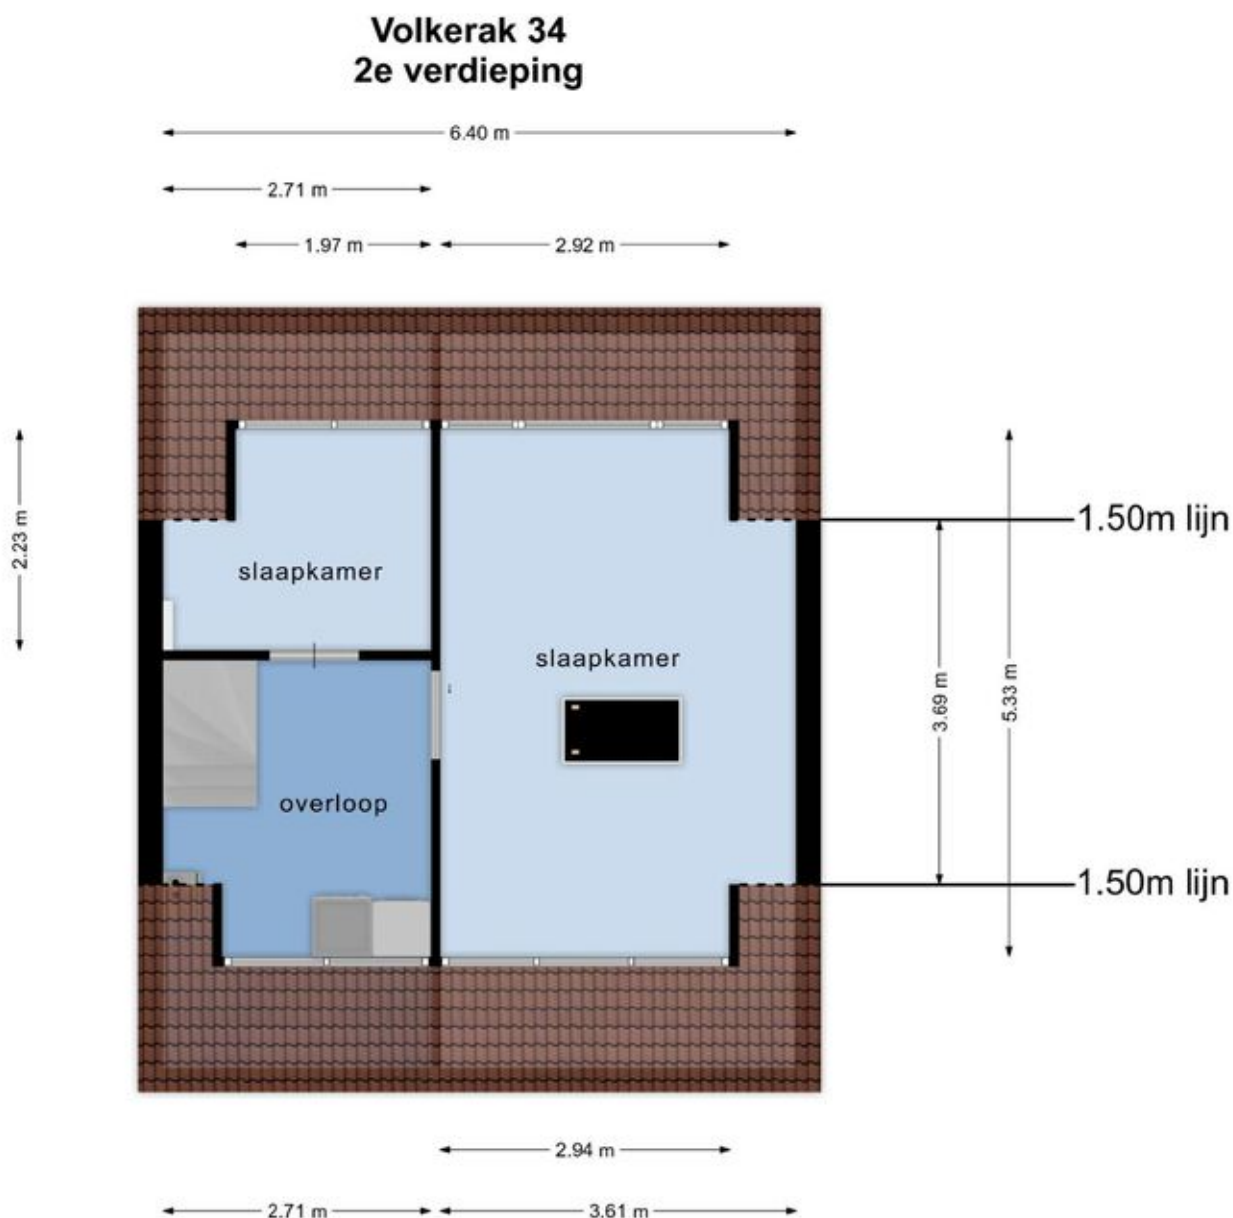 Volkerak 34
2e verdieping
6.40 m
2.71 m
1.97 m
2.92 m
2.23 m
1.50m lijn
slaapkamer
slaapkamer
3.69 m
5.33 m
overloop
1.50m lijn
2.94 m
2.71 m
3.61 m